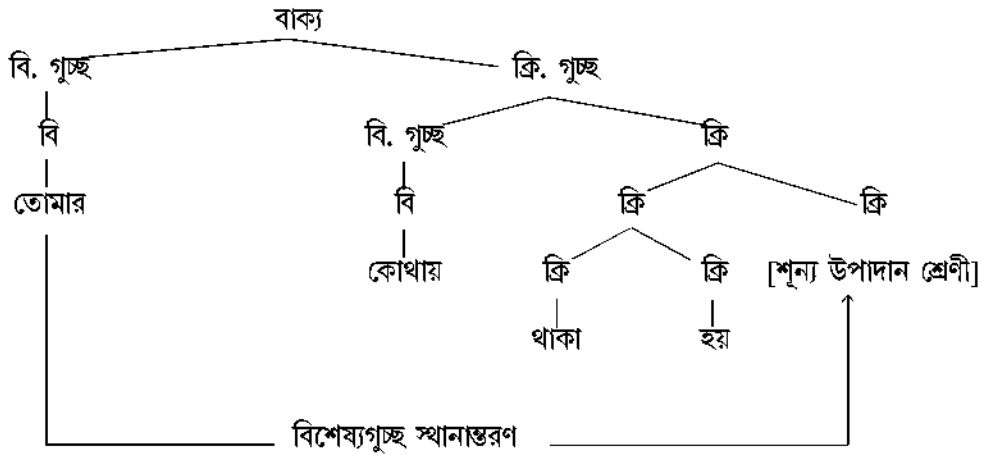 বাক্য
বি. গুচ্ছ ক্রি. গুচ্ছ
বি বি. গুচ্ছ ক্রি
তোমার বি ক্রি ক্রি
কোথায় ক্রি ক্রি [শূন্য উপাদান শ্রেণী]
থাকা হয়
বিশেষ্যগুচ্ছ স্থানান্তরণ